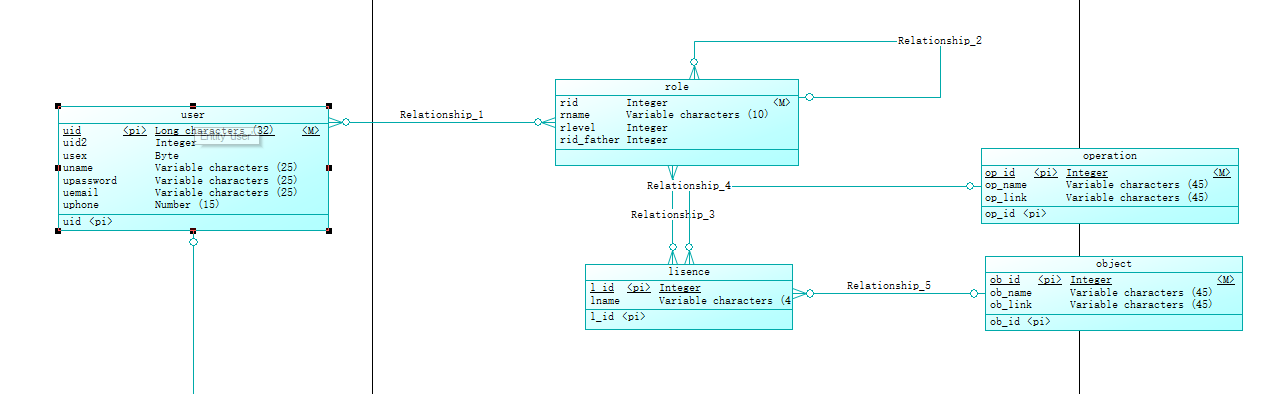 Relationship_2
role
rid Integer <M>
rname Variable characters (10)
rlevel Integer
rid_father Integer
Relationship_1
user
uid <pi> Long characters (32) <M>
Entity 'user'
uid2 Integer
usex Byte
uname Variable characters (25)
upassword Variable characters (25)
uemail Variable characters (25)
uphone Number (15)
uid <pi>
operation
op_id <pi> Integer <M>
op_name Variable characters (45)
op_link Variable characters (45)
op_id <pi>
Relationship_4
Relationship_3
lisence
l_id <pi> Integer
lname Variable characters (4
l_id <pi>
Relationship_5
object
ob_id <pi> Integer <M>
ob_name Variable characters (45)
ob_link Variable characters (45)
ob_id <pi>